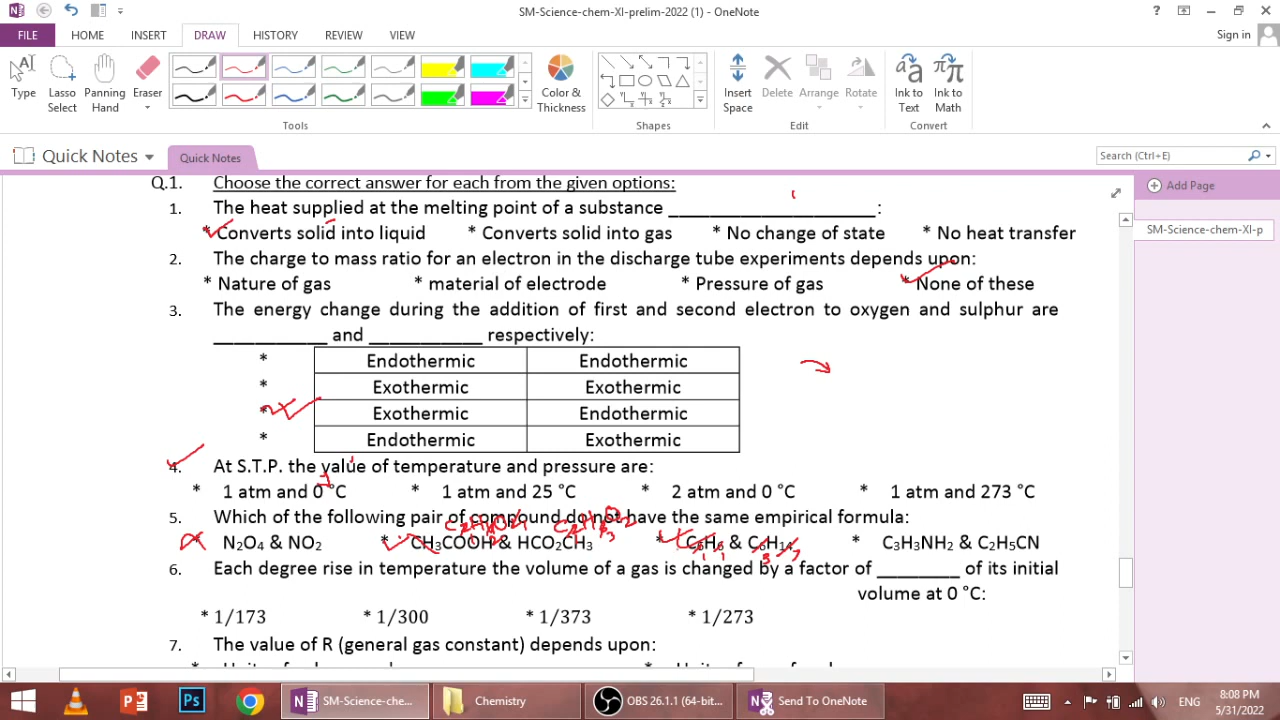 SM-Science-chem-XI-prelim-2022 (1) - OneNote
FILE HOME INSERT DRAW HISTORY REVIEW VIEW Sign in
Type Lasso Select Panning Hand Eraser Color & Thickness Insert Space Delete Arrange Rotate Ink to Text Ink to Math
Tools Shapes Edit Convert
Quick Notes Quick Notes Search (Ctrl+E)
Add Page
SM-Science-chem-XI-p
Q.1. Choose the correct answer for each from the given options:
1. The heat supplied at the melting point of a substance ____________________:
* Converts solid into liquid * Converts solid into gas * No change of state * No heat transfer
2. The charge to mass ratio for an electron in the discharge tube experiments depends upon:
* Nature of gas * material of electrode * Pressure of gas * None of these
3. The energy change during the addition of first and second electron to oxygen and sulphur are
___________ and ___________ respectively:
* Endothermic Endothermic
* Exothermic Exothermic
* Exothermic Endothermic
* Endothermic Exothermic
4. At S.T.P. the value of temperature and pressure are:
* 1 atm and 0 °C * 1 atm and 25 °C * 2 atm and 0 °C * 1 atm and 273 °C
5. Which of the following pair of compound do not have the same empirical formula:
* N₂O₄ & NO₂ * CH₃COOH & HCO₂CH₃ * C₆H₆ & C₆H₁₄ * C₃H₃NH₂ & C₂H₅CN
6. Each degree rise in temperature the volume of a gas is changed by a factor of ________ of its initial
volume at 0 °C:
* 1/173 * 1/300 * 1/373 * 1/273
7. The value of R (general gas constant) depends upon:
SM-Science-che... Chemistry OBS 26.1.1 (64-bit... Send To OneNote ENG 8:08 PM
5/31/2022